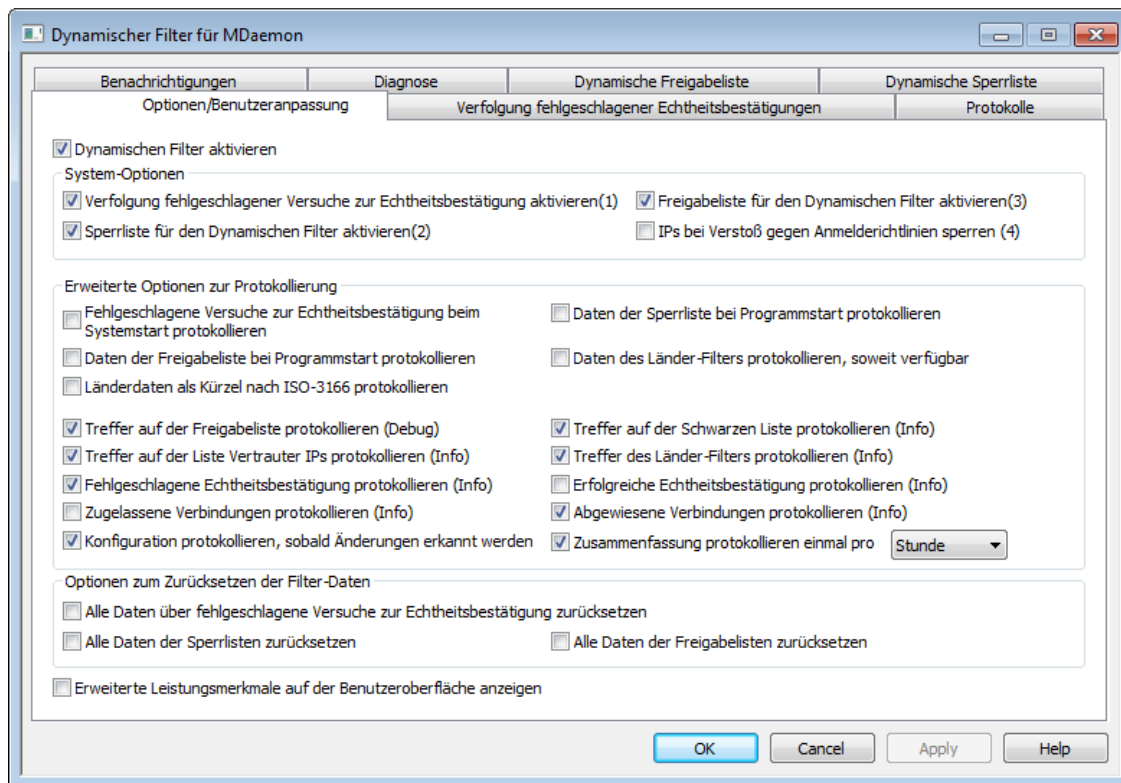 Dynamischer Filter für MDaemon
Benachrichtigungen
Diagnose
Dynamische Freigabeliste
Dynamische Sperrliste
Optionen/Benutzeranpassung
Verfolgung fehlgeschlagener Echtheitsbestätigungen
Protokolle
Dynamischen Filter aktivieren
System-Optionen
Verfolgung fehlgeschlagener Versuche zur Echtheitsbestätigung aktivieren(1)
Freigabeliste für den Dynamischen Filter aktivieren(3)
Sperrliste für den Dynamischen Filter aktivieren(2)
IPs bei Verstoß gegen Anmelderichtlinien sperren (4)
Erweiterte Optionen zur Protokollierung
Fehlgeschlagene Versuche zur Echtheitsbestätigung beim
Systemstart protokollieren
Daten der Sperrliste bei Programmstart protokollieren
Daten der Freigabeliste bei Programmstart protokollieren
Daten des Länder-Filters protokollieren, soweit verfügbar
Länderdaten als Kürzel nach ISO-3166 protokollieren
Treffer auf der Freigabeliste protokollieren (Debug)
Treffer auf der Schwarzen Liste protokollieren (Info)
Treffer auf der Liste Vertrauter IPs protokollieren (Info)
Treffer des Länder-Filters protokollieren (Info)
Fehlgeschlagene Echtheitsbestätigung protokollieren (Info)
Erfolgreiche Echtheitsbestätigung protokollieren (Info)
Zugelassene Verbindungen protokollieren (Info)
Abgewiesene Verbindungen protokollieren (Info)
Konfiguration protokollieren, sobald Änderungen erkannt werden
Zusammenfassung protokollieren einmal pro
Stunde
Optionen zum Zurücksetzen der Filter-Daten
Alle Daten über fehlgeschlagene Versuche zur Echtheitsbestätigung zurücksetzen
Alle Daten der Sperrlisten zurücksetzen
Alle Daten der Freigabelisten zurücksetzen
Erweiterte Leistungsmerkmale auf der Benutzeroberfläche anzeigen
OK
Cancel
Apply
Help